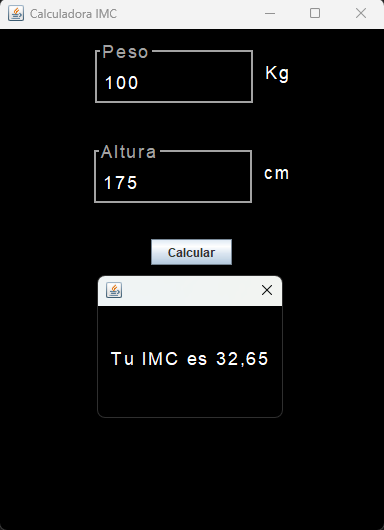 Calculadora IMC
Peso
100 Kg
Altura
175 cm
Calcular
Tu IMC es 32,65